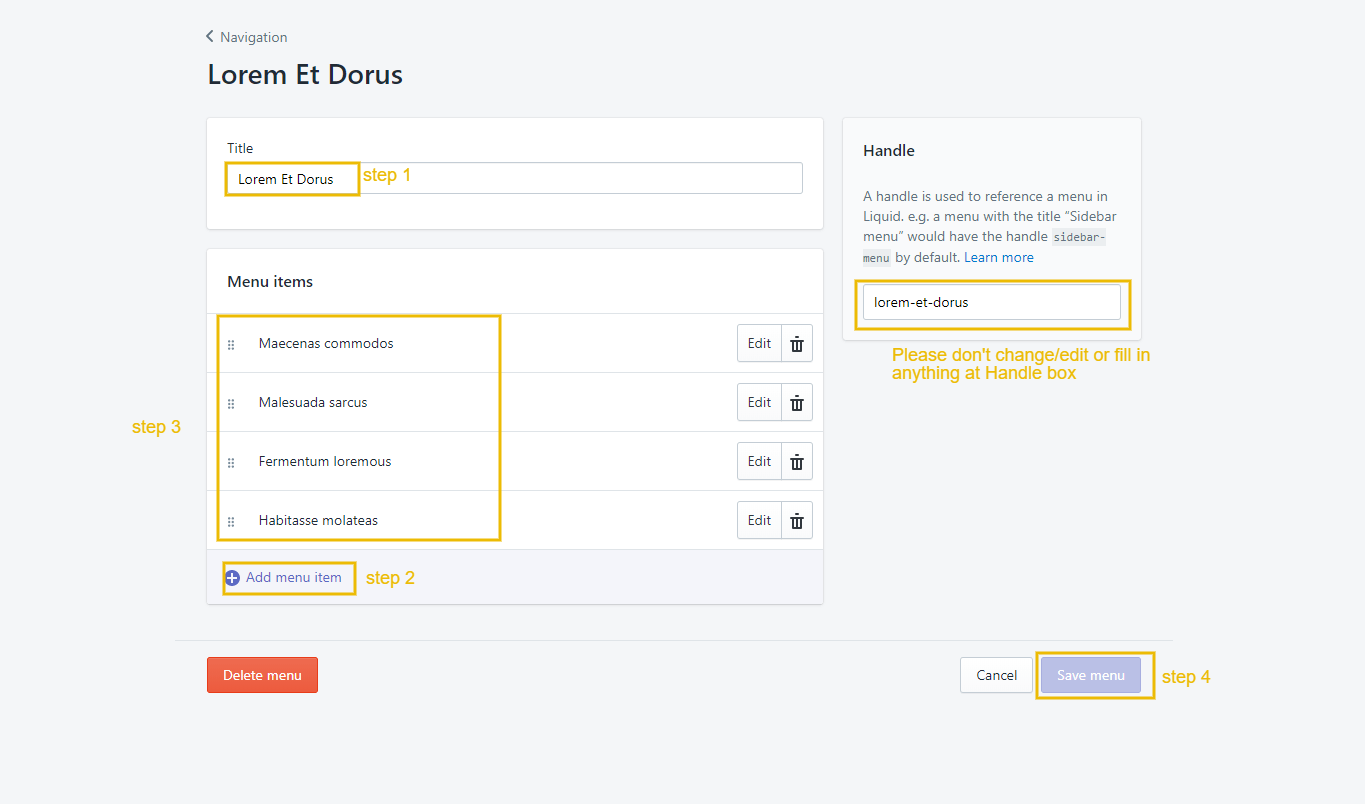 Navigation
Lorem Et Dorus
Title
Lorem Et Dorus
step 1
Menu items
Maecenas commodos
Edit
Malesuada sarcus
Edit
step 3
Fermentum loremous
Edit
Habitasse molateas
Edit
Add menu item
step 2
Handle
A handle is used to reference a menu in
Liquid. e.g. a menu with the title “Sidebar
menu” would have the handle sidebar-
menu by default. Learn more
lorem-et-dorus
Please don't change/edit or fill in
anything at Handle box
Delete menu
Cancel
Save menu
step 4